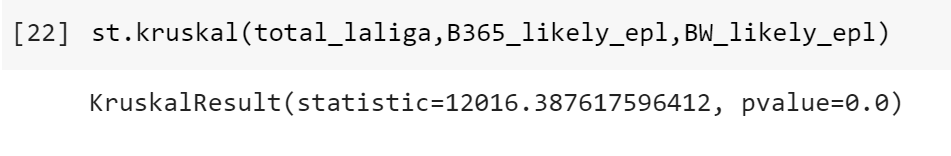 [22] st.kruskal(total_laliga,B365_likely_epl,BW_likely_epl)
KruskalResult(statistic=12016.387617596412, pvalue=0.0)